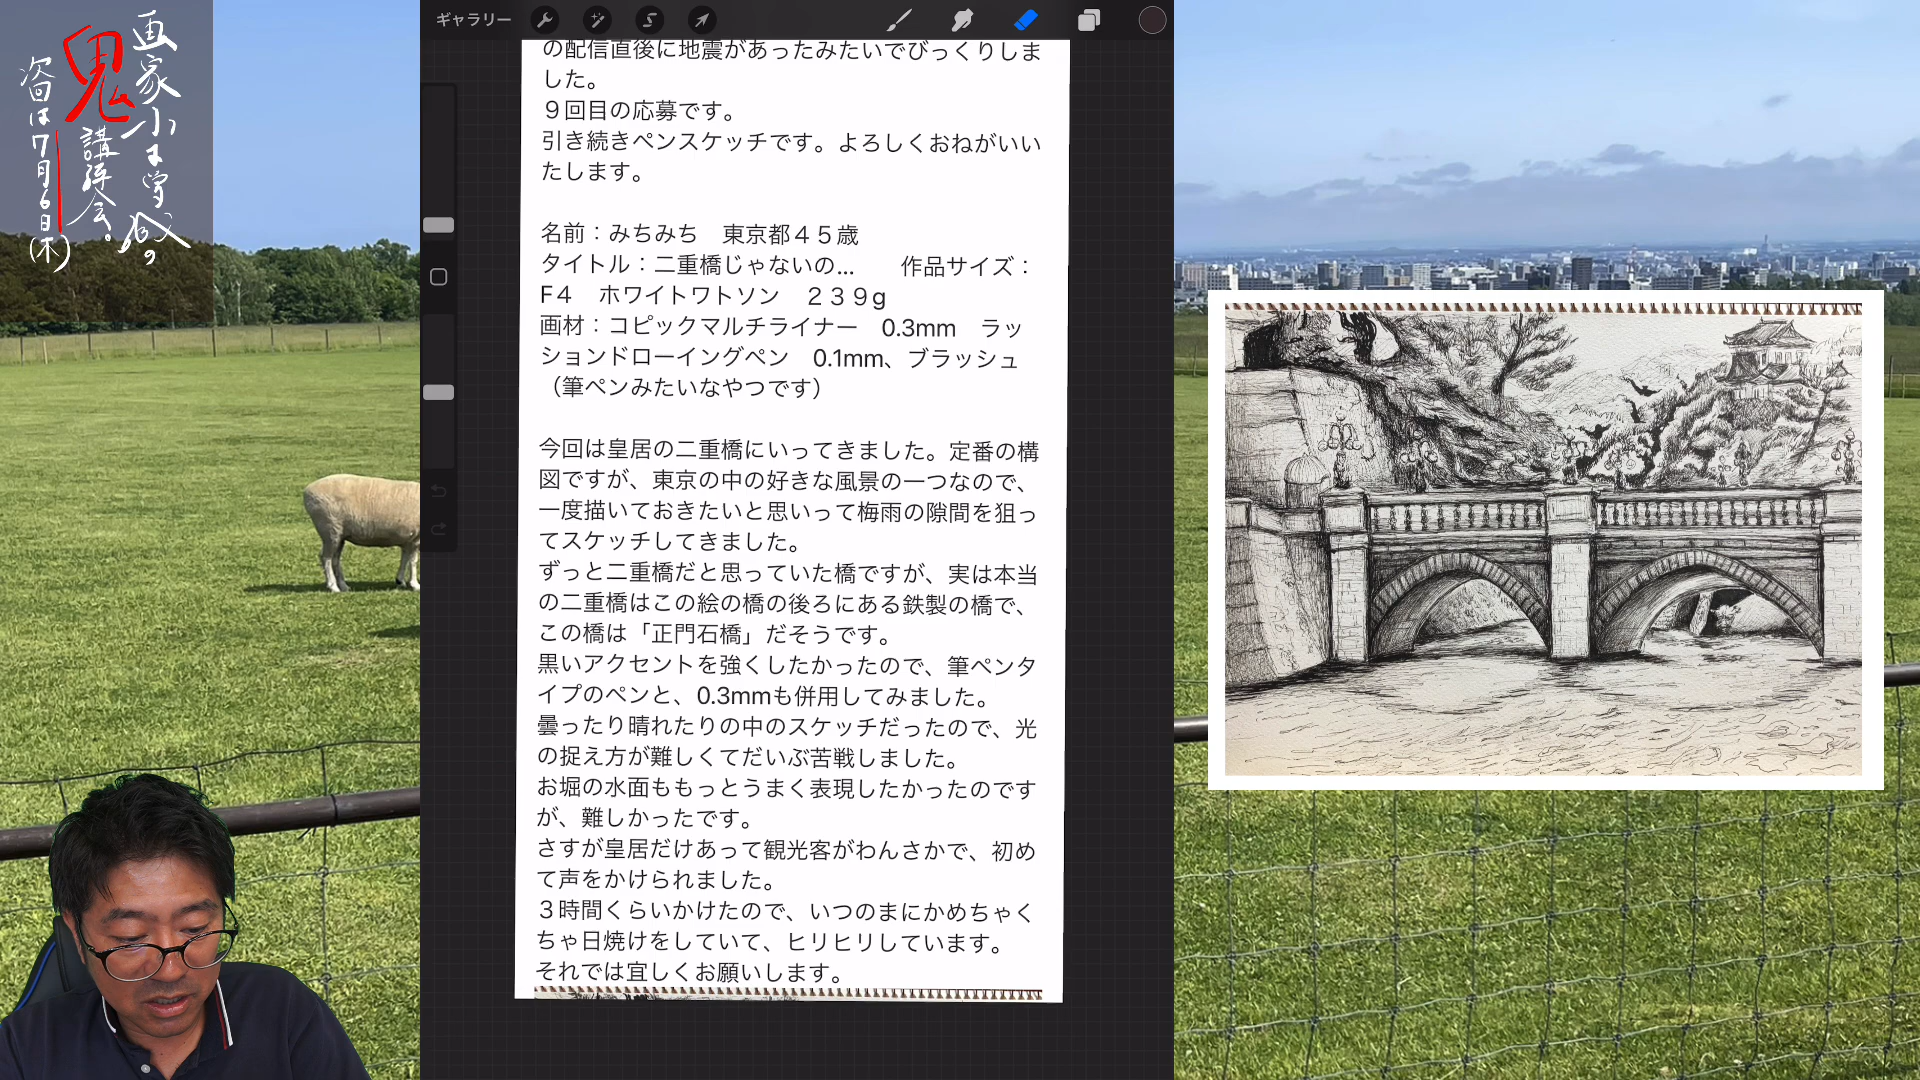 画家小田学誠の
鬼講評会。
次回は7月6日(木)
ギャラリー
の配信直後に地震があったみたいでびっくりしま
した。
９回目の応募です。
引き続きペンスケッチです。よろしくおねがいい
たします。
名前：みちみち　東京都４５歳
タイトル：二重橋じゃないの...　　作品サイズ：
F４　ホワイトワトソン　２３９g
画材：コピックマルチライナー　0.3mm　ラッ
ションドローイングペン　0.1mm、ブラッシュ
（筆ペンみたいなやつです）
今回は皇居の二重橋にいってきました。定番の構
図ですが、東京の中の好きな風景の一つなので、
一度描いておきたいと思いって梅雨の隙間を狙っ
てスケッチしてきました。
ずっと二重橋だと思っていた橋ですが、実は本当
の二重橋はこの絵の橋の後ろにある鉄製の橋で、
この橋は「正門石橋」だそうです。
黒いアクセントを強くしたかったので、筆ペンタ
イプのペンと、0.3mmも併用してみました。
曇ったり晴れたりの中のスケッチだったので、光
の捉え方が難しくてだいぶ苦戦しました。
お堀の水面ももっとうまく表現したかったのです
が、難しかったです。
さすが皇居だけあって観光客がわんさかで、初め
て声をかけられました。
３時間くらいかけたので、いつのまにかめちゃく
ちゃ日焼けをしていて、ヒリヒリしています。
それでは宜しくお願いします。